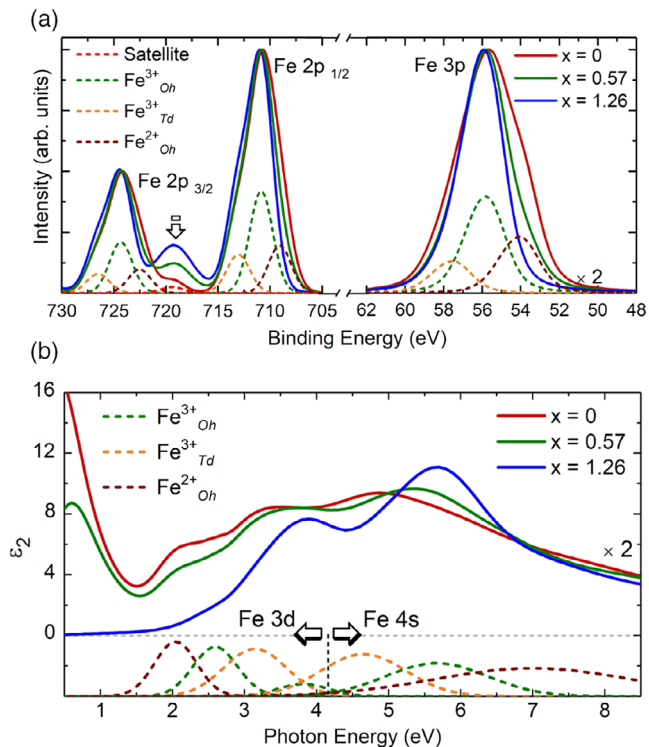 (a)
Satellite
Fe³⁺ Oh
Fe³⁺ Td
Fe²⁺ Oh
Fe 2p 1/2
Fe 3p
x = 0
x = 0.57
x = 1.26
Fe 2p 3/2
× 2
Intensity (arb. units)
730 725 720 715 710 705 62 60 58 56 54 52 50 48
Binding Energy (eV)
(b)
16
12
8
4
0
ε₂
Fe³⁺ Oh
Fe³⁺ Td
Fe²⁺ Oh
x = 0
x = 0.57
x = 1.26
× 2
Fe 3d Fe 4s
1 2 3 4 5 6 7 8
Photon Energy (eV)